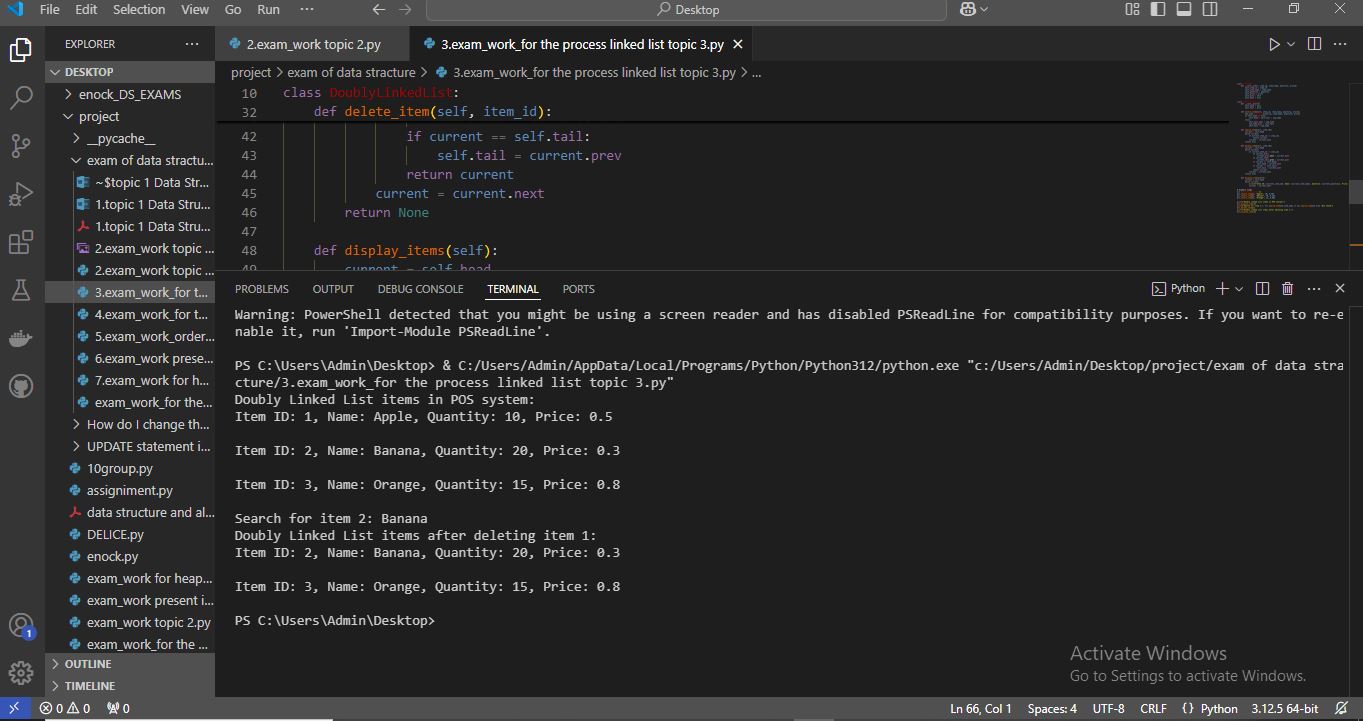 File Edit Selection View Go Run ··· Desktop
EXPLORER ···
DESKTOP
enock_DS_EXAMS
project
__pycache__
exam of data stractu...
~$topic 1 Data Str...
1.topic 1 Data Stru...
1.topic 1 Data Stru...
2.exam_work topic ...
2.exam_work topic ...
3.exam_work_for t...
4.exam_work_for t...
5.exam_work_order...
6.exam_work prese...
7.exam_work for h...
exam_work_for the...
How do I change th...
UPDATE statement i...
10group.py
assigniment.py
data structure and al...
DELICE.py
enock.py
exam_work for heap...
exam_work present i...
exam_work topic 2.py
exam_work_for the ...
OUTLINE
TIMELINE
2.exam_work topic 2.py 3.exam_work_for the process linked list topic 3.py
project > exam of data stracture > 3.exam_work_for the process linked list topic 3.py > ...
10 class DoublyLinkedList:
32 def delete_item(self, item_id):
42 if current == self.tail:
43 self.tail = current.prev
44 return current
45 current = current.next
46 return None
47
48 def display_items(self):
49 current = self.head
PROBLEMS OUTPUT DEBUG CONSOLE TERMINAL PORTS Python
Warning: PowerShell detected that you might be using a screen reader and has disabled PSReadLine for compatibility purposes. If you want to re-e
nable it, run 'Import-Module PSReadLine'.
PS C:\Users\Admin\Desktop> & C:/Users/Admin/AppData/Local/Programs/Python/Python312/python.exe "c:/Users/Admin/Desktop/project/exam of data stra
cture/3.exam_work_for the process linked list topic 3.py"
Doubly Linked List items in POS system:
Item ID: 1, Name: Apple, Quantity: 10, Price: 0.5
Item ID: 2, Name: Banana, Quantity: 20, Price: 0.3
Item ID: 3, Name: Orange, Quantity: 15, Price: 0.8
Search for item 2: Banana
Doubly Linked List items after deleting item 1:
Item ID: 2, Name: Banana, Quantity: 20, Price: 0.3
Item ID: 3, Name: Orange, Quantity: 15, Price: 0.8
PS C:\Users\Admin\Desktop>
Activate Windows
Go to Settings to activate Windows.
1
0 0 0 Ln 66, Col 1 Spaces: 4 UTF-8 CRLF {} Python 3.12.5 64-bit